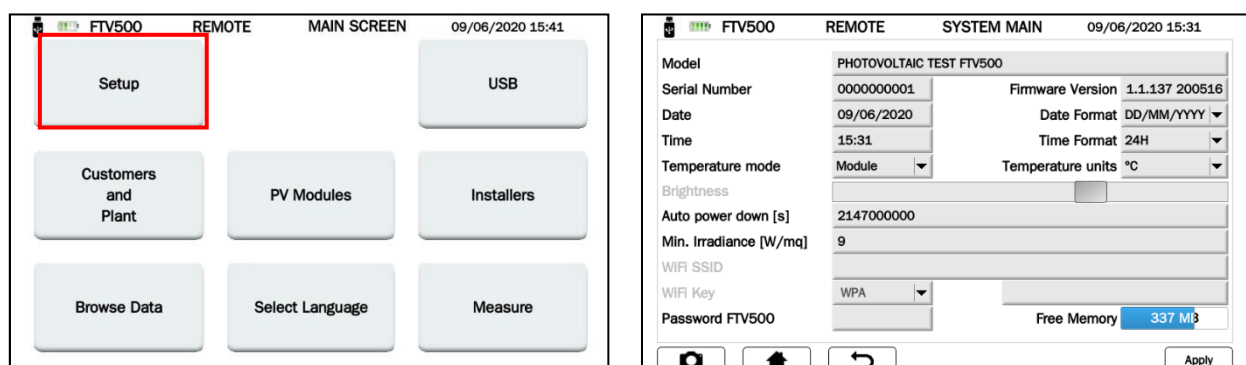 FTV500 REMOTE MAIN SCREEN 09/06/2020 15:41
Setup
USB
Customers
and
Plant
PV Modules
Installers
Browse Data
Select Language
Measure
FTV500 REMOTE SYSTEM MAIN 09/06/2020 15:31
Model PHOTOVOLTAIC TEST FTV500
Serial Number 0000000001 Firmware Version 1.1.137 200516
Date 09/06/2020 Date Format DD/MM/YYYY
Time 15:31 Time Format 24H
Temperature mode Module Temperature units °C
Brightness
Auto power down [s] 2147000000
Min. Irradiance [W/mq] 9
WiFi SSID
WiFi Key WPA
Password FTV500 Free Memory 337 MB
Apply